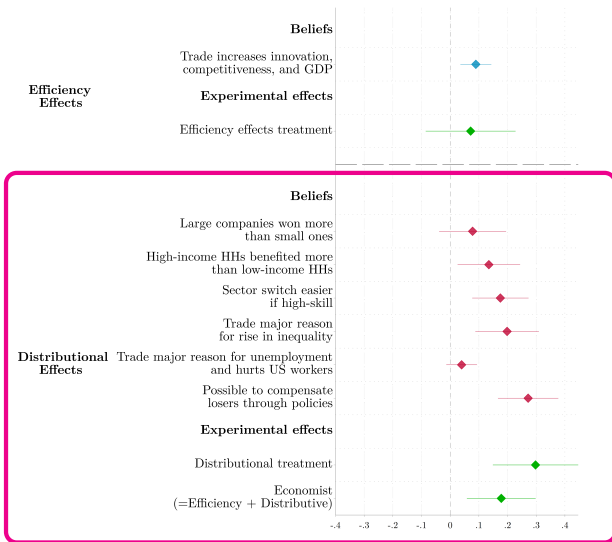 Beliefs
Trade increases innovation,
competitiveness, and GDP
Efficiency
Effects
Experimental effects
Efficiency effects treatment
Beliefs
Large companies won more
than small ones
High-income HHs benefited more
than low-income HHs
Sector switch easier
if high-skill
Trade major reason
for rise in inequality
Distributional
Effects
Trade major reason for unemployment
and hurts US workers
Possible to compensate
losers through policies
Experimental effects
Distributional treatment
Economist
(=Efficiency + Distributive)
-.4 -.3 -.2 -.1 0 .1 .2 .3 .4